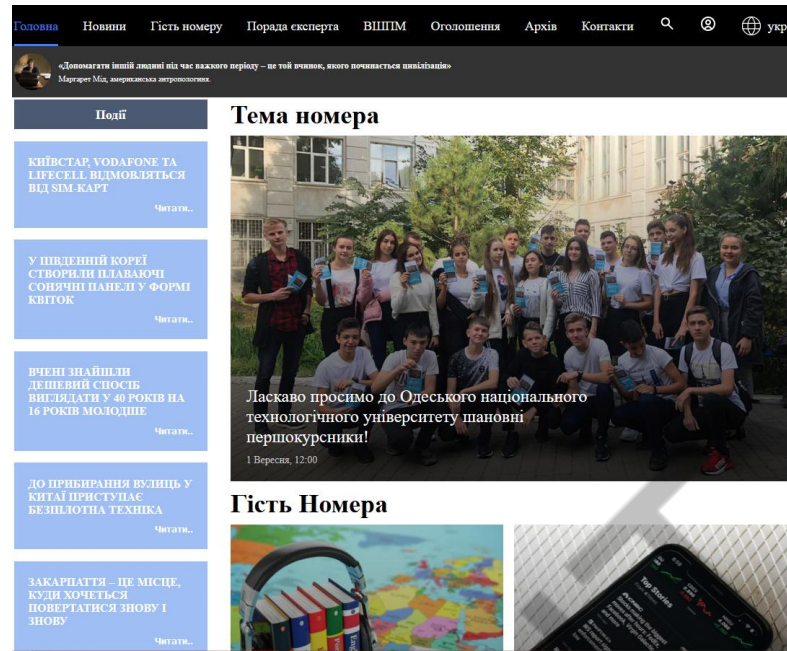 Головна Новини Гість номеру Порада експерта ВШПМ Оголошення Архів Контакти укр
«Допомагати іншій людині під час важкого періоду – це той вчинок, якого починається цивілізація»
Маргарет Мід, американська антропологиня.
Події
КИЇВСТАР, VODAFONE ТА
LIFECELL ВІДМОВЛЯТЬСЯ
ВІД SIM-КАРТ
Читати..
У ПІВДЕННІЙ КОРЕЇ
СТВОРИЛИ ПЛАВАЮЧІ
СОНЯЧНІ ПАНЕЛІ У ФОРМІ
КВІТОК
Читати..
ВЧЕНІ ЗНАЙШЛИ
ДЕШЕВИЙ СПОСІБ
ВИГЛЯДАТИ У 40 РОКІВ НА
16 РОКІВ МОЛОДШЕ
Читати..
ДО ПРИБИРАННЯ ВУЛИЦЬ У
КИТАЇ ПРИСТУПАЄ
БЕЗПІЛОТНА ТЕХНІКА
Читати..
ЗАКАРПАТТЯ – ЦЕ МІСЦЕ,
КУДИ ХОЧЕТЬСЯ
ПОВЕРТАТИСЯ ЗНОВУ І
ЗНОВУ
Читати..
Тема номера
Ласкаво просимо до Одеського національного
технологічного університету шановні
першокурсники!
1 Вересня, 12:00
Гість Номера
Top Stories